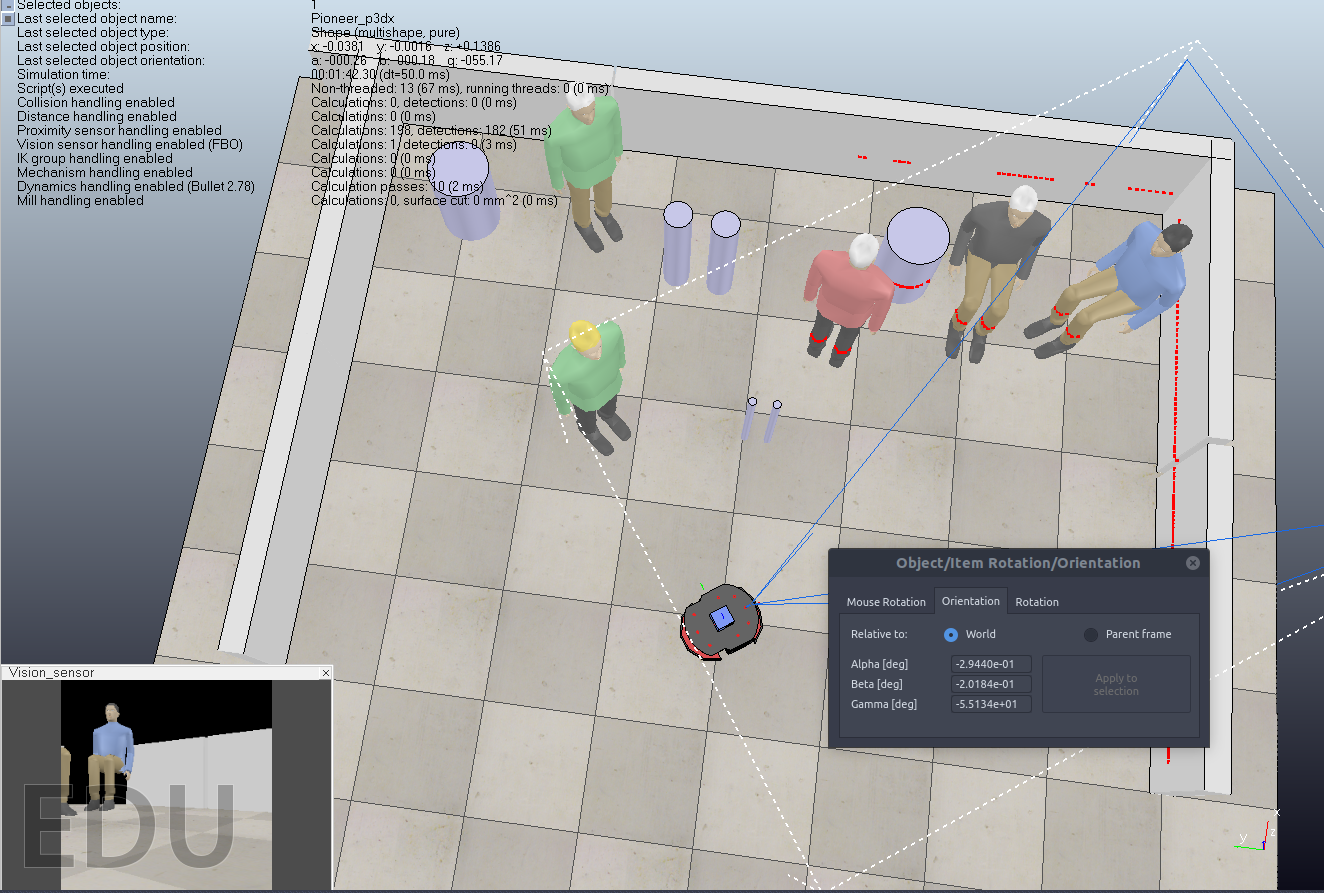 Selected objects: 1
Last selected object name: Pioneer_p3dx
Last selected object type: Shape (multishape, pure)
Last selected object position: x: -0.0381 y: -0.0016 z: +0.1386
Last selected object orientation: a: -000.26 b: -000.18 g: -055.17
Simulation time: 00:01:42.30 (dt=50.0 ms)
Script(s) executed Non-threaded: 13 (67 ms), running threads: 0 (0 ms)
Collision handling enabled Calculations: 0, detections: 0 (0 ms)
Distance handling enabled Calculations: 0 (0 ms)
Proximity sensor handling enabled Calculations: 198, detections: 182 (51 ms)
Vision sensor handling enabled (FBO) Calculations: 1, detections: 0 (3 ms)
IK group handling enabled Calculations: 0 (0 ms)
Mechanism handling enabled Calculations: 0 (0 ms)
Dynamics handling enabled (Bullet 2.78) Calculation passes: 10 (2 ms)
Mill handling enabled Calculations: 0, surface cut: 0 mm^2 (0 ms)
Object/Item Rotation/Orientation
Mouse Rotation Orientation Rotation
Relative to: World Parent frame
Alpha [deg] -2.9440e-01
Beta [deg] -2.0184e-01
Gamma [deg] -5.5134e+01
Apply to
selection
Vision_sensor
EDU
x
y
z